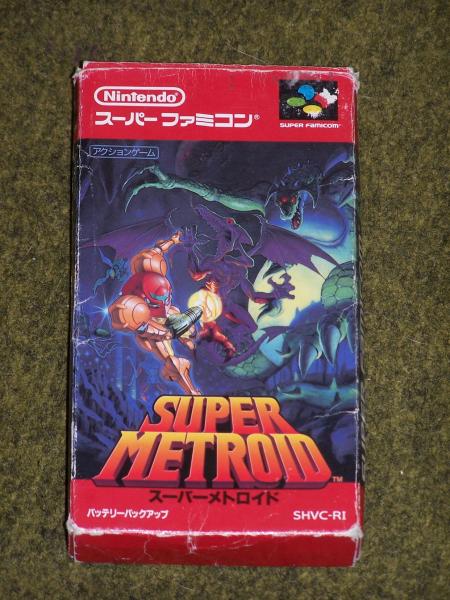 Nintendo
スーパーファミコン®
SUPER FAMICOM™
アクションゲーム
SUPER
METROID™
スーパーメトロイド
バッテリーバックアップ
SHVC-RI